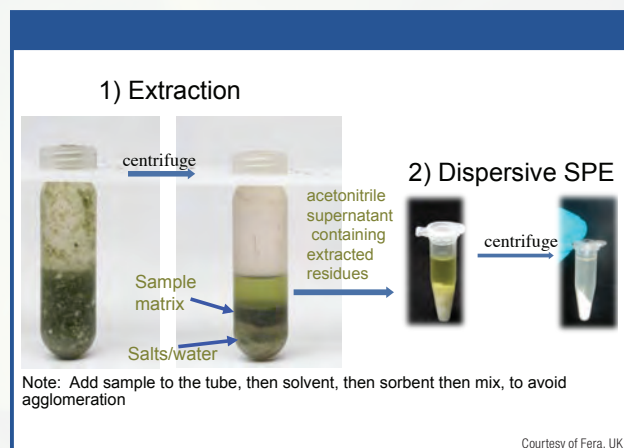 1) Extraction
centrifuge
acetonitrile
supernatant
containing
extracted
residues
Sample
matrix
Salts/water
2) Dispersive SPE
centrifuge
Note: Add sample to the tube, then solvent, then sorbent then mix, to avoid
agglomeration
Courtesy of Fera, UK